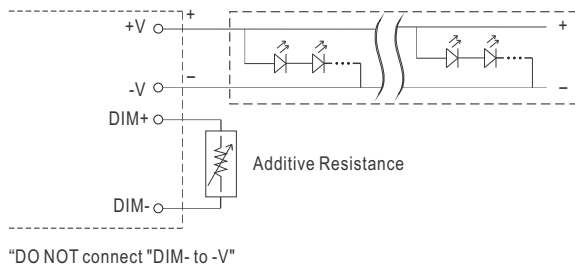 +V
+
+
-V
–
–
DIM+
Additive Resistance
DIM-
“DO NOT connect "DIM- to -V"